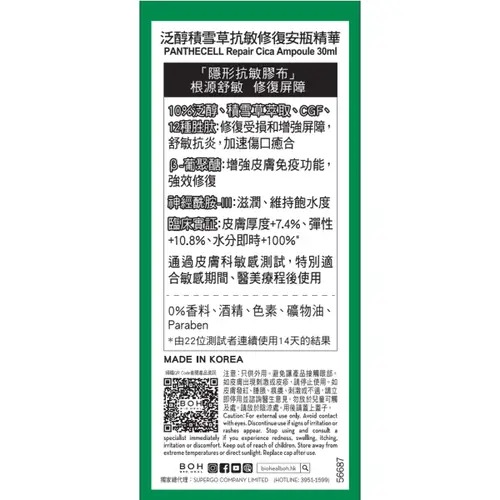 泛醇積雪草抗敏修復安瓶精華
PANTHECELL Repair Cica Ampoule 30ml
「隱形抗敏膠布」
根源舒敏 修復屏障
10%泛醇、積雪草萃取、CGF、
12種胜肽:修復受損和增強屏障,
舒敏抗炎,加速傷口癒合
β-葡聚醣:增強皮膚免疫功能,
強效修復
神經酰胺-III:滋潤、維持飽水度
臨床實証:皮膚厚度+7.4%、彈性
+10.8%、水分即時+100%*
通過皮膚科敏感測試,特別適
合敏感期間、醫美療程後使用
0%香料、酒精、色素、礦物油、
Paraben
*由22位測試者連續使用14天的結果
MADE IN KOREA
掃描QR Code查閱產品資訊
注意:只供外用。避免讓產品接觸眼部,
如皮膚出現刺激或痕疹,請停止使用。如
皮膚發紅、腫脹、痕癢、刺激或不適,請立
即停用並諮詢醫生意見。勿放於兒童可觸
及處。請放於陰涼處。用後請蓋上蓋子。
Caution: For external use only. Avoid contact
with eyes. Discontinue use if signs of irritation or
rashes appear. Stop using and consult a
specialist immediately if you experience redness, swelling, itching,
irritation or discomfort. Keep out of reach of children. Store away from
extreme temperatures or direct sunlight. Replace cap after use.
BOH
biohealboh.hk
獨家總代理:SUPERGO COMPANY LIMITED (HOTLINE: 3951-1599)
56687